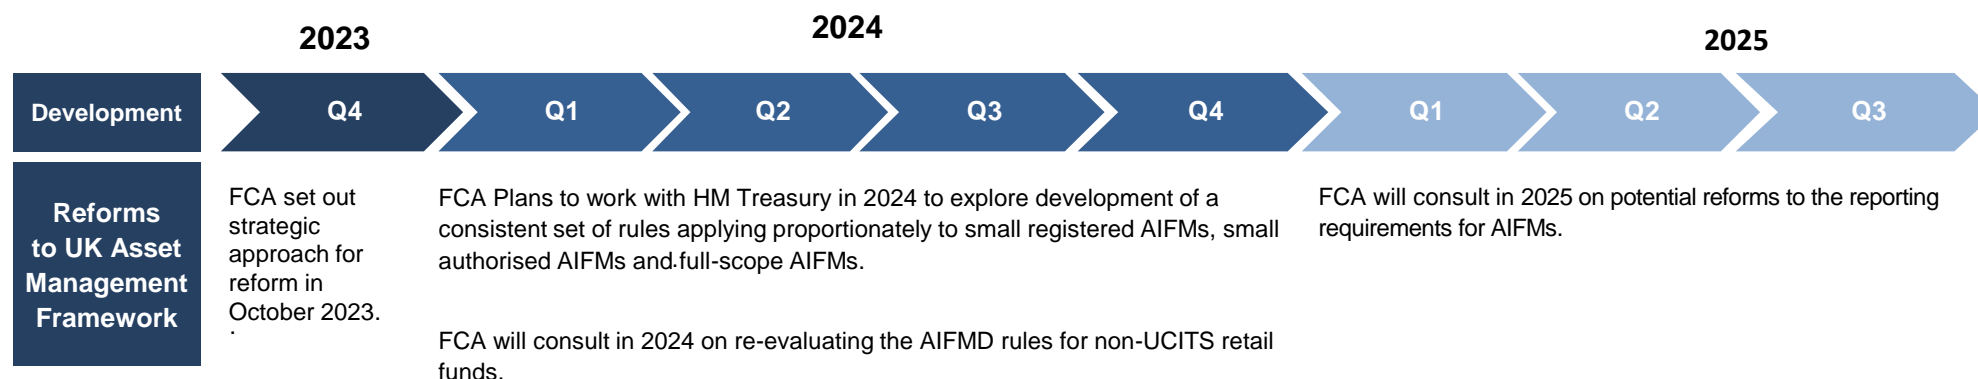 2023
2024
2025
Development
Q4
Q1
Q2
Q3
Q4
Q1
Q2
Q3
Reforms
to UK Asset
Management
Framework
FCA set out
strategic
approach for
reform in
October 2023.
.
FCA Plans to work with HM Treasury in 2024 to explore development of a
consistent set of rules applying proportionately to small registered AIFMs, small
authorised AIFMs and.full-scope AIFMs.
FCA will consult in 2024 on re-evaluating the AIFMD rules for non-UCITS retail
funds.
FCA will consult in 2025 on potential reforms to the reporting
requirements for AIFMs.